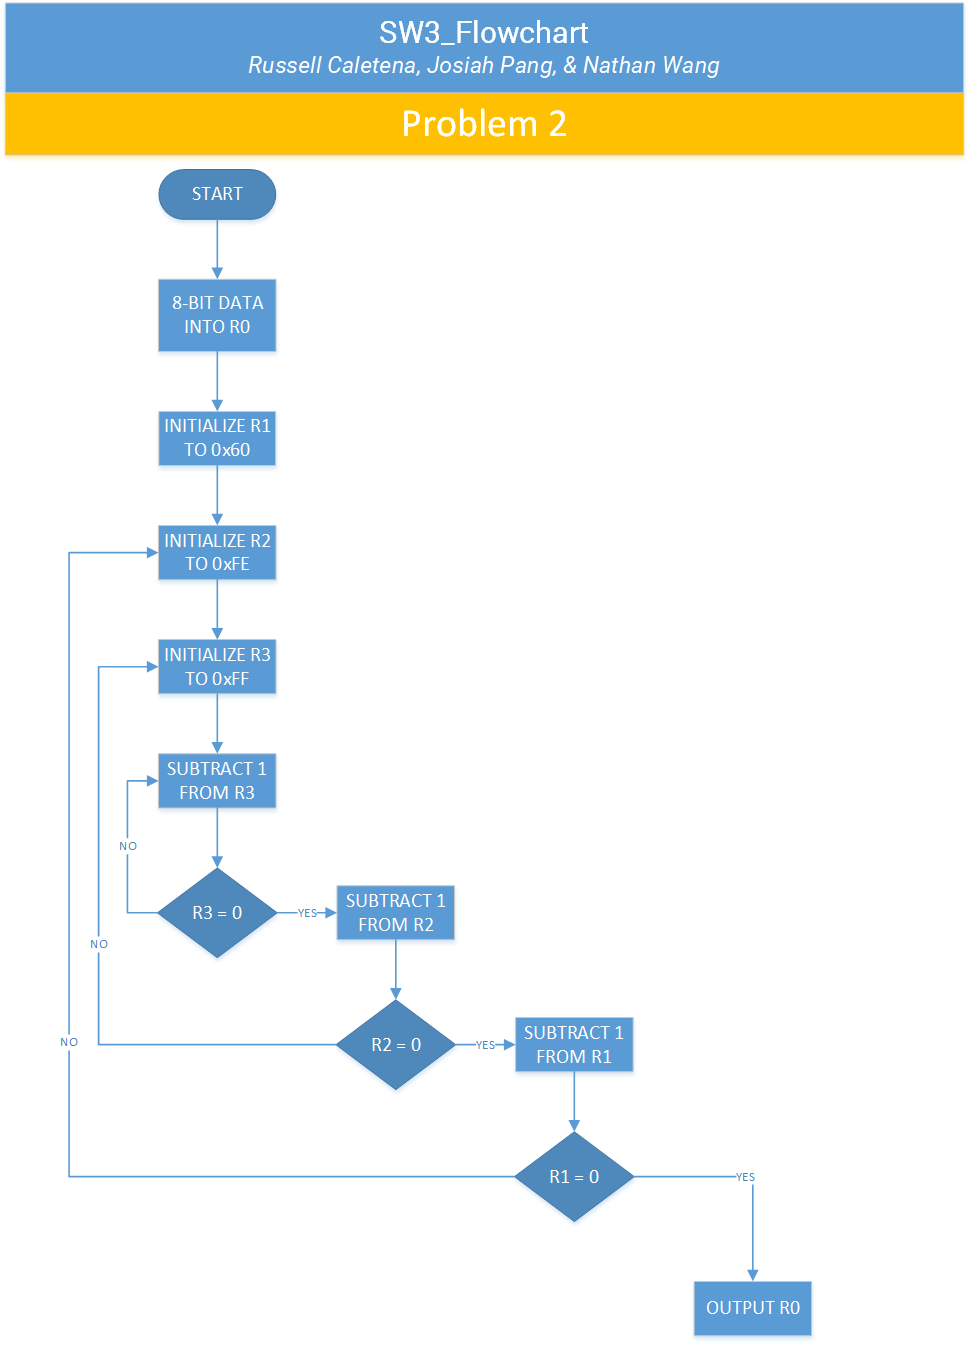 SW3_Flowchart
Russell Caletena, Josiah Pang, & Nathan Wang
Problem 2
START
8-BIT DATA
INTO R0
INITIALIZE R1
TO 0x60
INITIALIZE R2
TO 0xFE
INITIALIZE R3
TO 0xFF
SUBTRACT 1
FROM R3
NO
R3 = 0
YES
SUBTRACT 1
FROM R2
NO
R2 = 0
YES
SUBTRACT 1
FROM R1
NO
R1 = 0
YES
OUTPUT R0